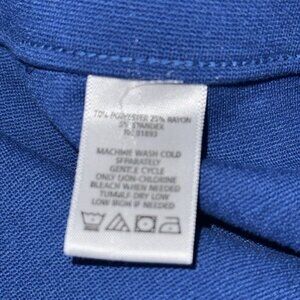 70% POLYESTER 25% RAYON
5% SPANDEX
MACHINE WASH COLD
SEPARATELY
GENTLE CYCLE
ONLY NON-CHLORINE
BLEACH WHEN NEEDED
TUMBLE DRY LOW
LOW IRON IF NEEDED